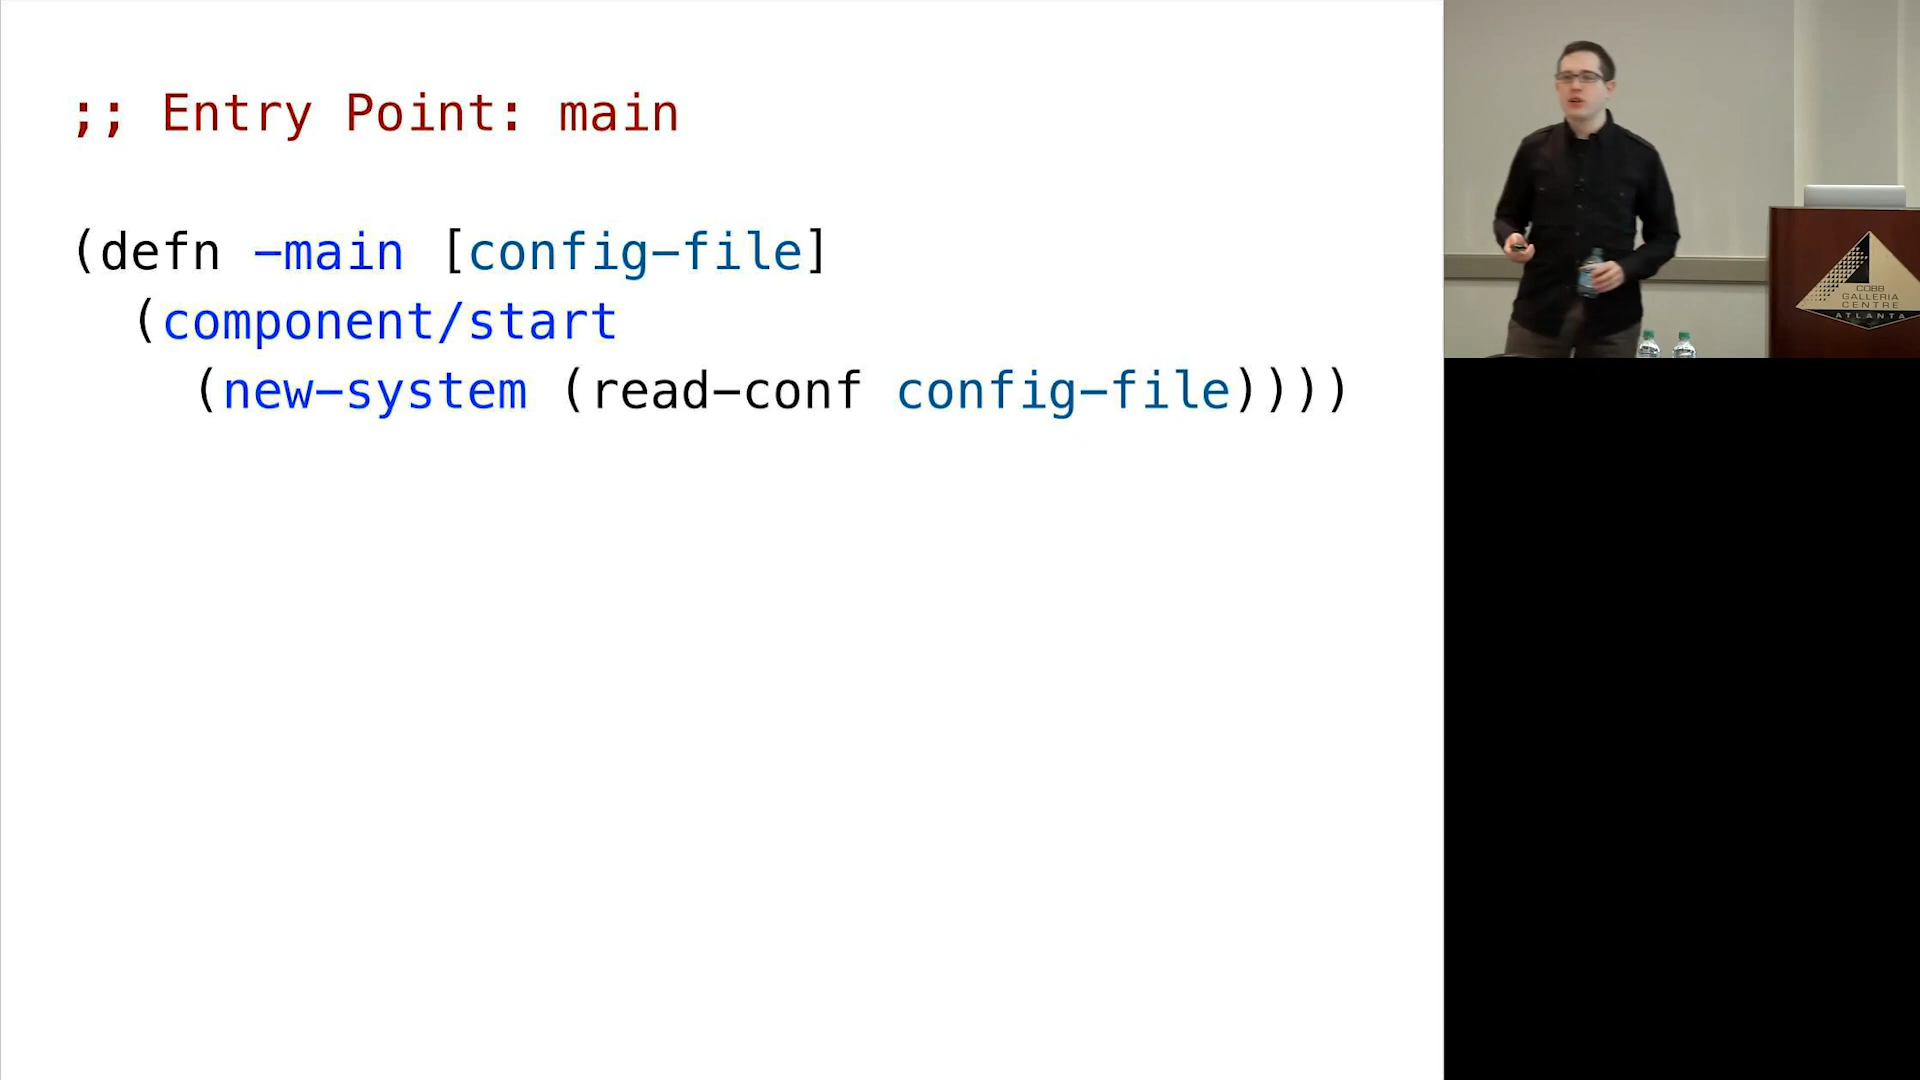 ;; Entry Point: main
(defn -main [config-file]
  (component/start
    (new-system (read-conf config-file))))
COBB
GALLERIA
CENTRE
ATLANTA